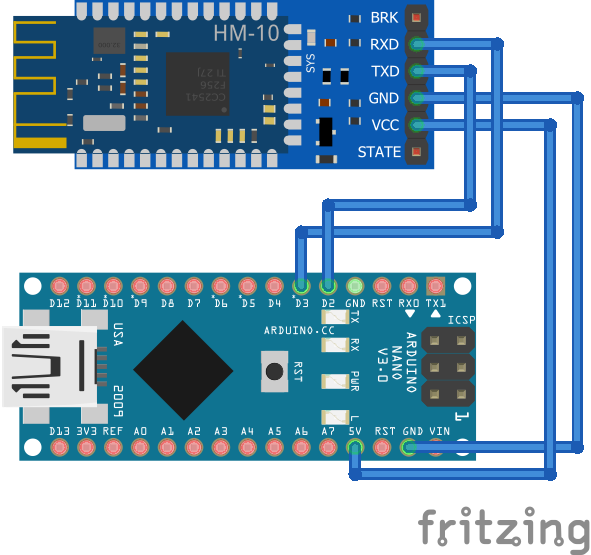 HM-10
SYS
CC2541
F256
TI 27J
BRK
RXD
TXD
GND
VCC
STATE
D12 D11 D10 D9 D8 D7 D6 D5 D4 D3 D2 GND RST RX0 TX1
TX
RX
PWR
L
ARDUINO.CC
RST
USA
2009
ICSP
ARDUINO
NANO
V3.0
D13 3V3 REF A0 A1 A2 A3 A4 A5 A6 A7 5V RST GND VIN
fritzing